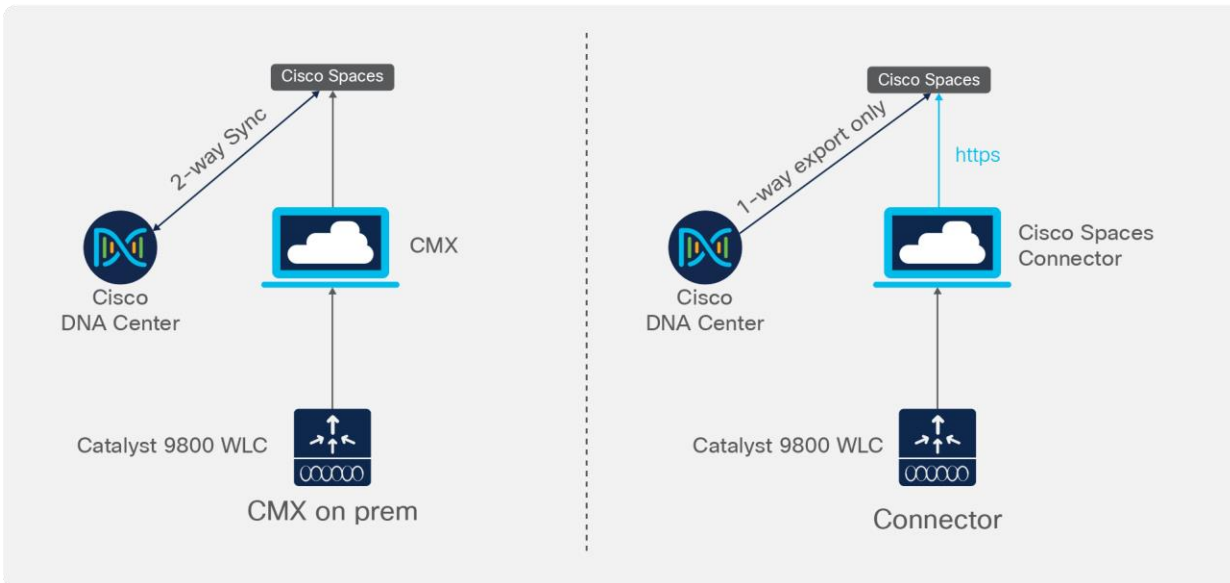 Cisco Spaces
2-way Sync
CMX
Cisco
DNA Center
Catalyst 9800 WLC
CMX on prem
Cisco Spaces
1-way export only
https
Cisco Spaces
Connector
Cisco
DNA Center
Catalyst 9800 WLC
Connector